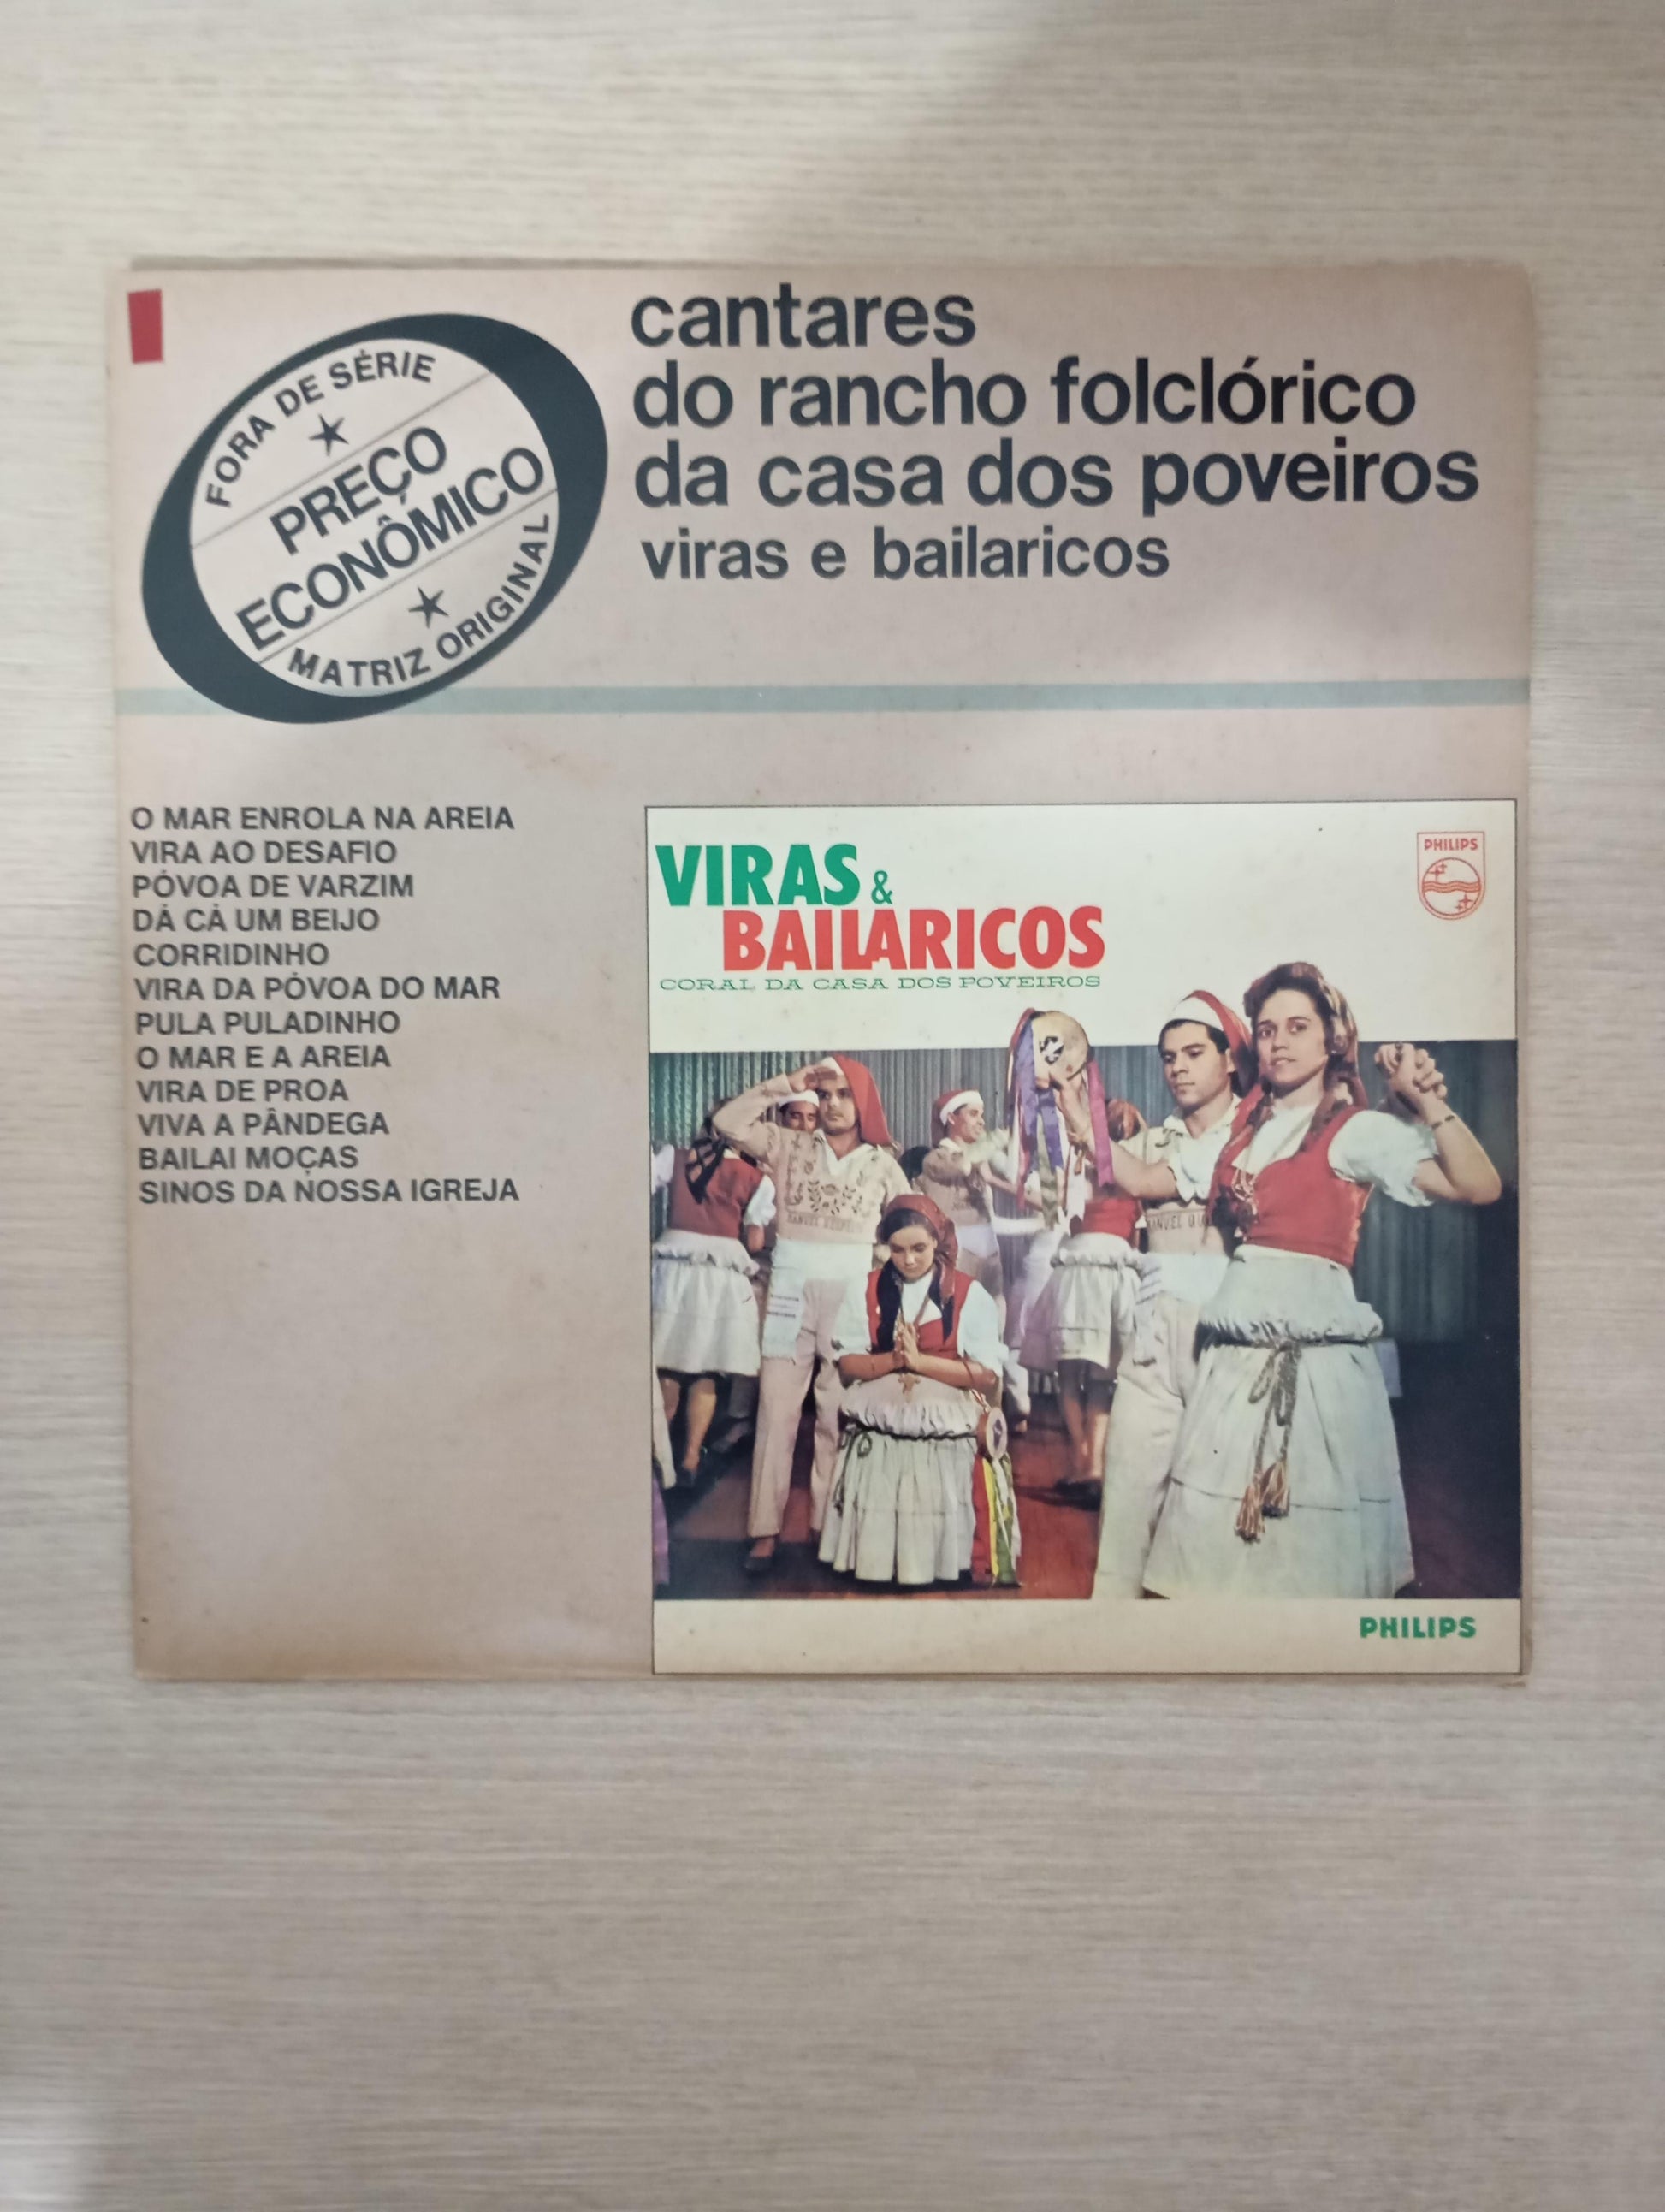 FORA DE SÉRIE
PREÇO
ECONÔMICO
MATRIZ ORIGINAL
cantares
do rancho folclórico
da casa dos poveiros
viras e bailaricos
O MAR ENROLA NA AREIA
VIRA AO DESAFIO
PÓVOA DE VARZIM
DÁ CÁ UM BEIJO
CORRIDINHO
VIRA DA PÓVOA DO MAR
PULA PULADINHO
O MAR E A AREIA
VIRA DE PROA
VIVA A PÂNDEGA
BAILAI MOÇAS
SINOS DA NOSSA IGREJA
VIRAS &
BAILARICOS
CORAL DA CASA DOS POVEIROS
PHILIPS
PHILIPS